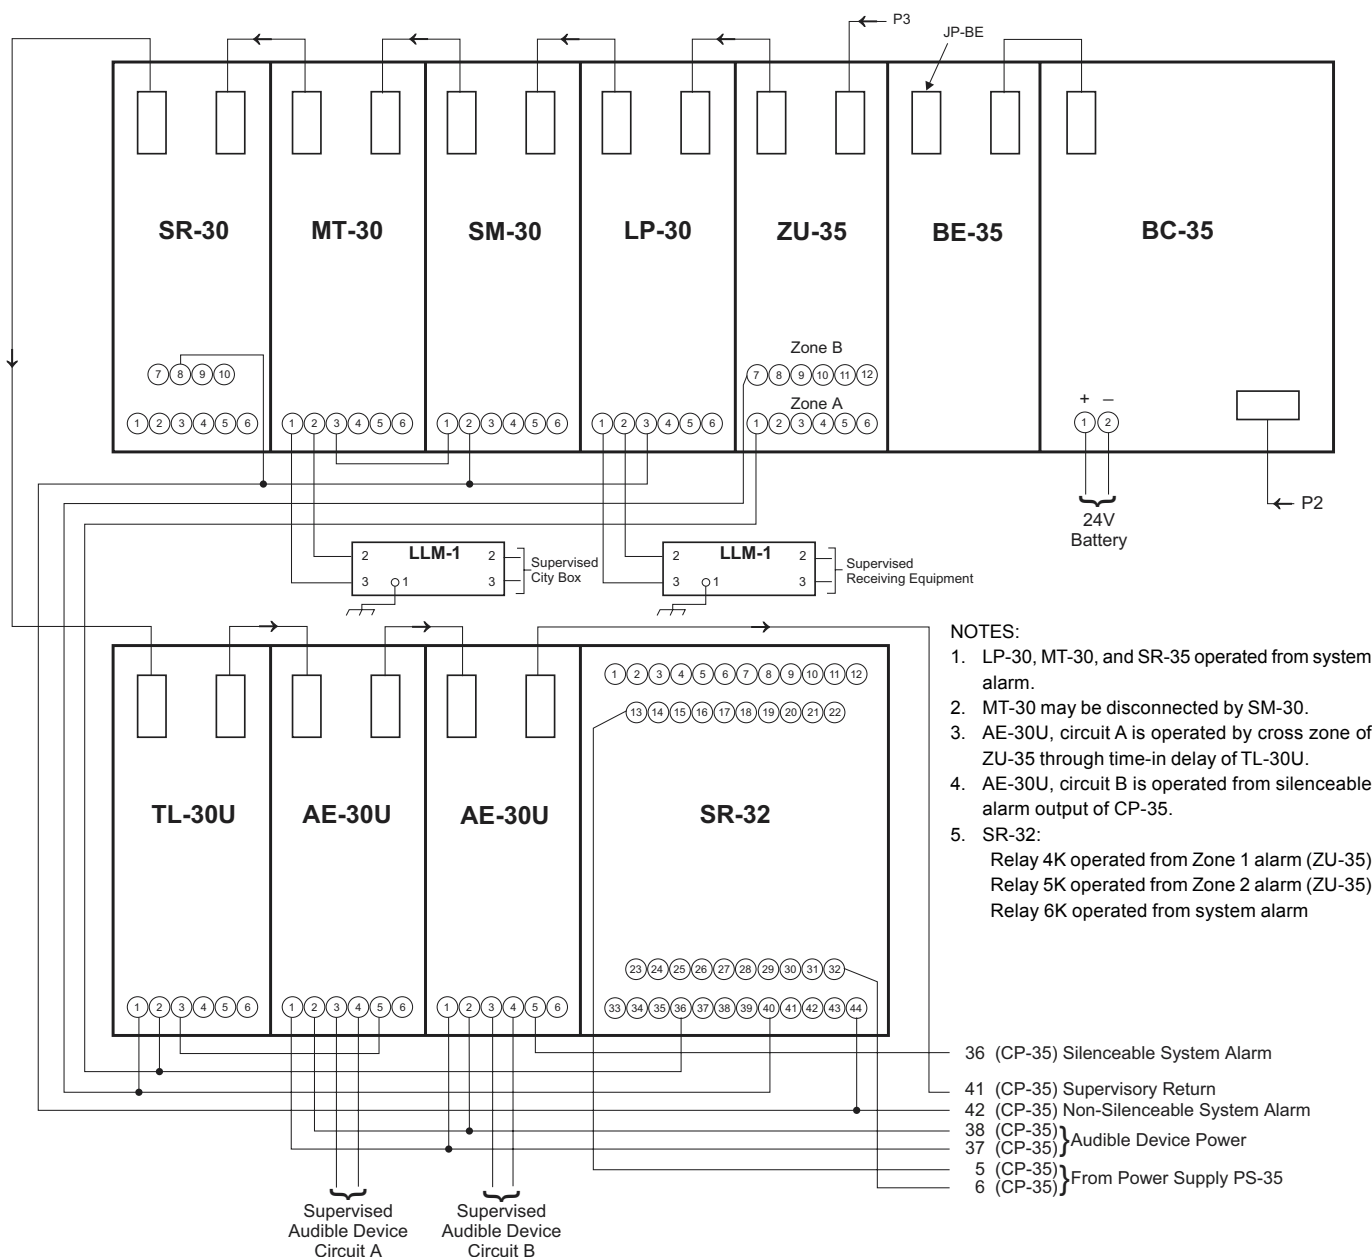 P3
JP-BE
SR-30 MT-30 SM-30 LP-30 ZU-35 BE-35 BC-35
Zone B
7 8 9 10
7 8 9 10 11 12
Zone A
+ –
1 2 3 4 5 6
1 2 3 4 5 6
1 2 3 4 5 6
1 2 3 4 5 6
1 2 3 4 5 6
1 2
P2
24V
Battery
2 LLM-1 2
3 1 3
Supervised
City Box
2 LLM-1 2
3 1 3
Supervised
Receiving Equipment
NOTES:
1. LP-30, MT-30, and SR-35 operated from system
alarm.
2. MT-30 may be disconnected by SM-30.
3. AE-30U, circuit A is operated by cross zone of
ZU-35 through time-in delay of TL-30U.
4. AE-30U, circuit B is operated from silenceable
alarm output of CP-35.
5. SR-32:
Relay 4K operated from Zone 1 alarm (ZU-35)
Relay 5K operated from Zone 2 alarm (ZU-35)
Relay 6K operated from system alarm
1 2 3 4 5 6 7 8 9 10 11 12
13 14 15 16 17 18 19 20 21 22
TL-30U AE-30U AE-30U SR-32
23 24 25 26 27 28 29 30 31 32
1 2 3 4 5 6
1 2 3 4 5 6
1 2 3 4 5 6
33 34 35 36 37 38 39 40 41 42 43 44
36 (CP-35) Silenceable System Alarm
41 (CP-35) Supervisory Return
42 (CP-35) Non-Silenceable System Alarm
38 (CP-35)
37 (CP-35)
Audible Device Power
5 (CP-35)
6 (CP-35)
From Power Supply PS-35
Supervised
Audible Device
Circuit A
Supervised
Audible Device
Circuit B